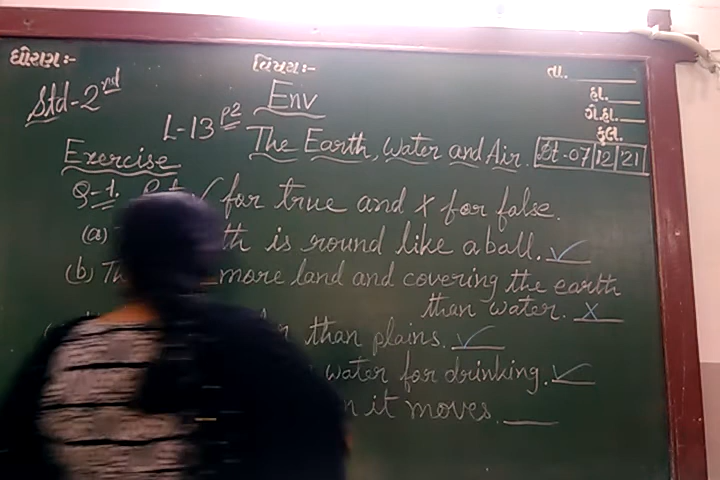 ધોરણઃ- વિષયઃ- તા.
Std-2nd Env હા.
L-13 P2 ગે.હા.
The Earth, Water and Air. કુલ.
Exercise Dt-07/12/21
Q-1. ✓ for true and X for false.
(a) is round like a ball. ✓
(b) more land and covering the earth
than water. X
than plains. ✓
water for drinking. ✓
it moves.